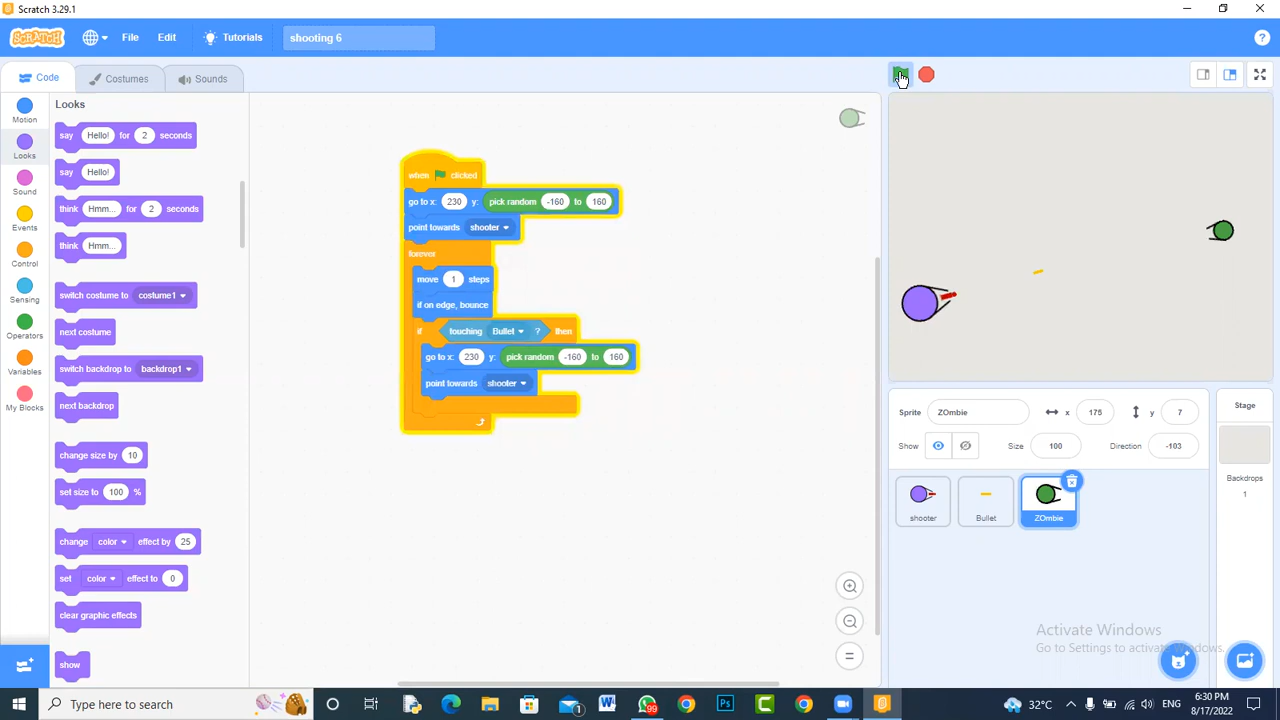 Scratch 3.29.1
SCRATCH File Edit Tutorials shooting 6 ?
Code Costumes Sounds
Motion
Looks
Sound
Events
Control
Sensing
Operators
Variables
My Blocks
Looks
say Hello! for 2 seconds
say Hello!
think Hmm... for 2 seconds
think Hmm...
switch costume to costume1
next costume
switch backdrop to backdrop1
next backdrop
change size by 10
set size to 100 %
change color effect by 25
set color effect to 0
clear graphic effects
show
when clicked
go to x: 230 y: pick random -160 to 160
point towards shooter
forever
move 1 steps
if on edge, bounce
if touching Bullet ? then
go to x: 230 y: pick random -160 to 160
point towards shooter
Sprite ZOmbie x 175 y 7
Show Size 100 Direction -103
shooter
Bullet
ZOmbie
Stage
Backdrops
1
Activate Windows
Go to Settings to activate Windows.
Type here to search
W
99
1
Ps
32°C
ENG
6:30 PM
8/17/2022